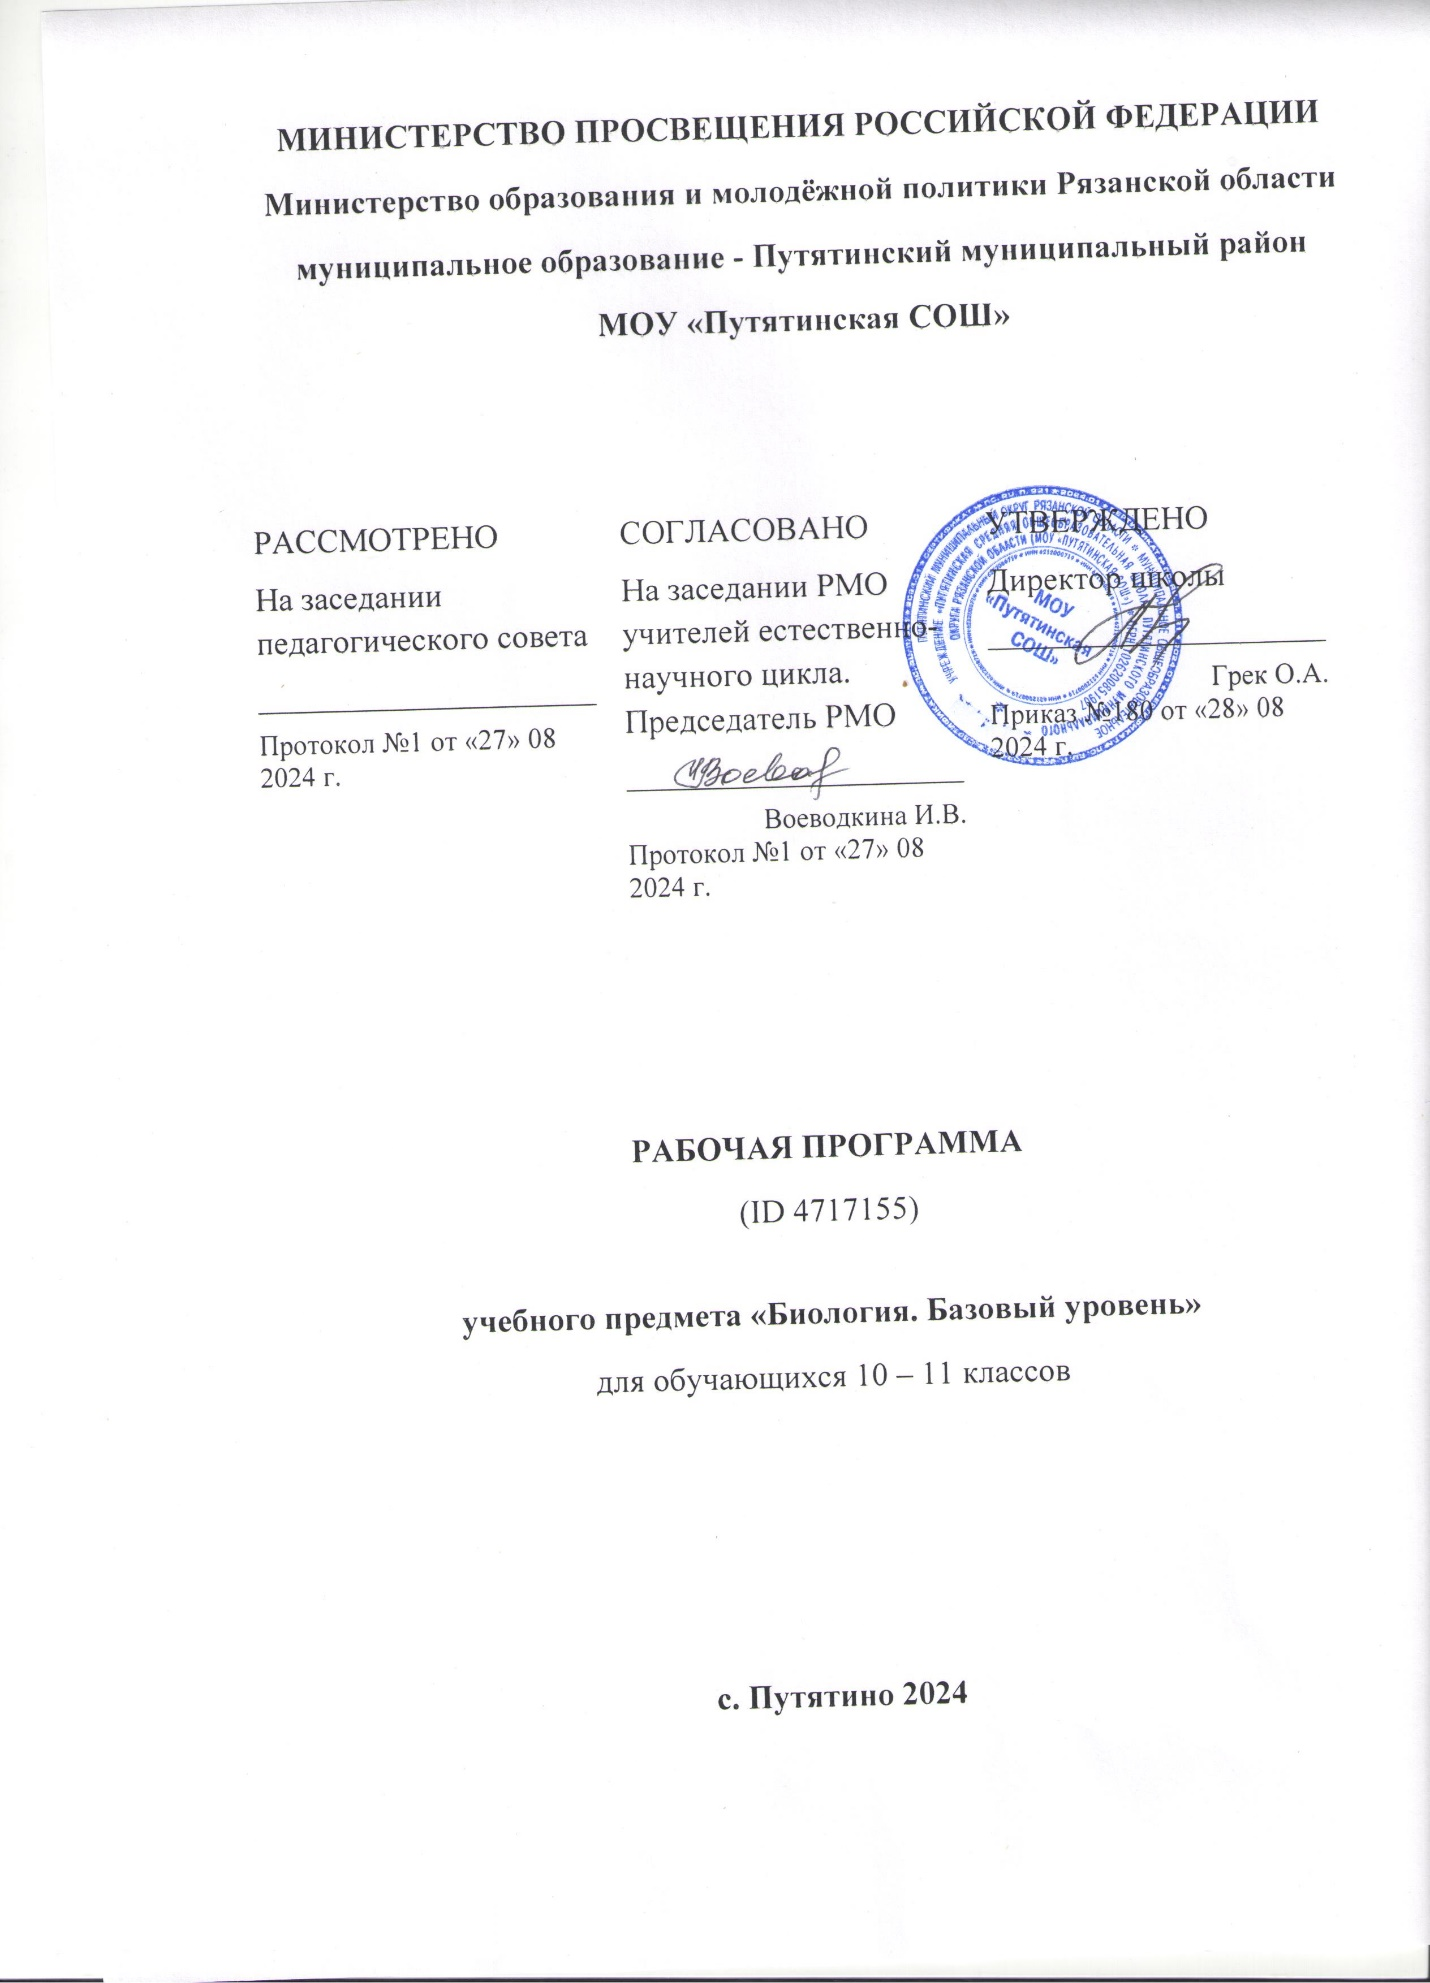 МИНИСТЕРСТВО ПРОСВЕЩЕНИЯ РОССИЙСКОЙ ФЕДЕРАЦИИ
Министерство образования и молодёжной политики Рязанской области
муниципальное образование - Путятинский муниципальный район
МОУ «Путятинская СОШ»
РАССМОТРЕНО
На заседании
педагогического совета
Протокол №1 от «27» 08
2024 г.
СОГЛАСОВАНО
На заседании РМО
учителей естественно-
научного цикла.
Председатель РМО
Воеводкина И.В.
Протокол №1 от «27» 08
2024 г.
УТВЕРЖДЕНО
Директор школы
Грек О.А.
Приказ №180 от «28» 08
2024 г.
МОУ
«Путятинская
СОШ»
РАБОЧАЯ ПРОГРАММА
(ID 4717155)
учебного предмета «Биология. Базовый уровень»
для обучающихся 10 – 11 классов
с. Путятино 2024